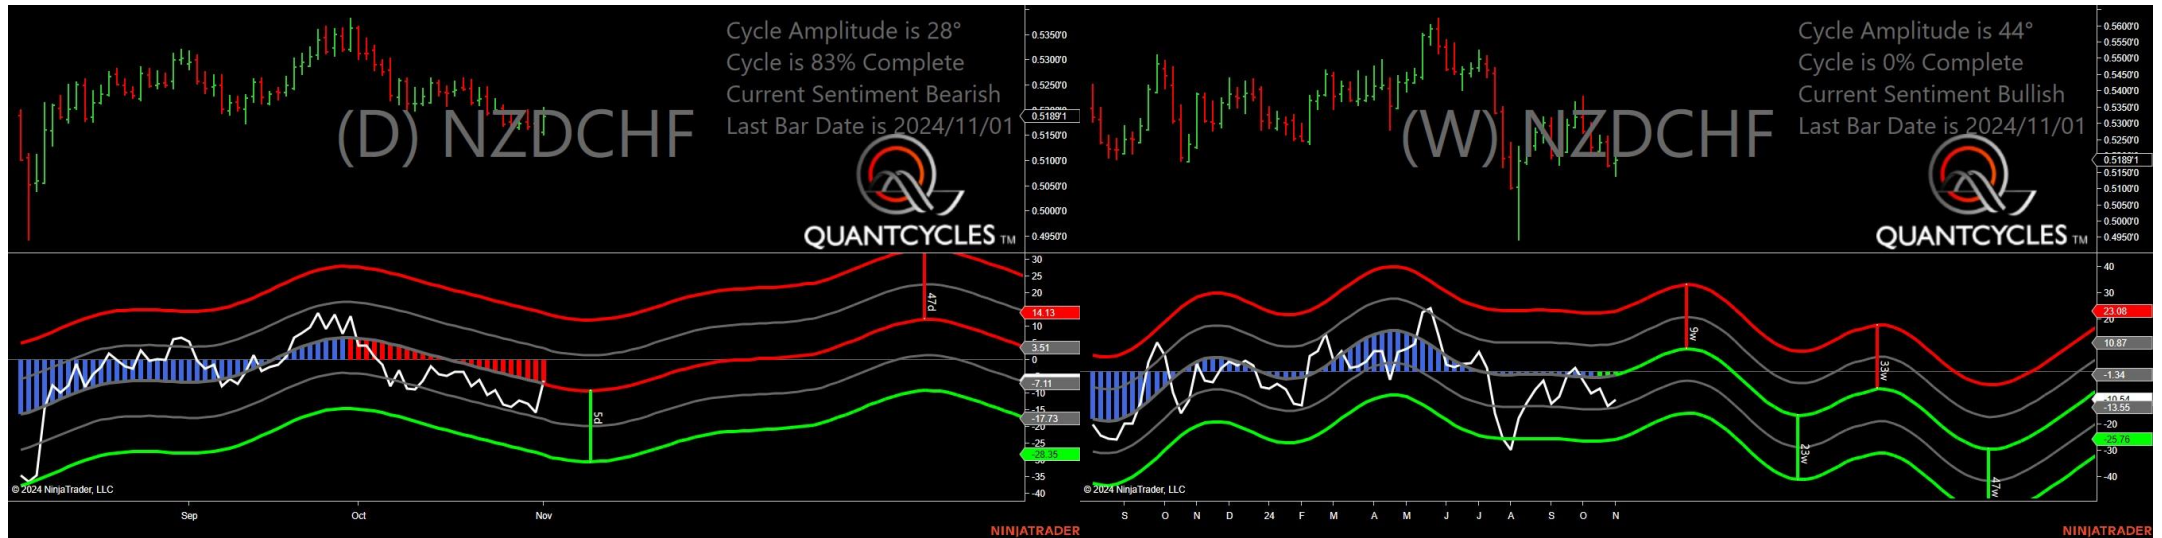 Cycle Amplitude is 28°
Cycle is 83% Complete
Current Sentiment Bearish
Last Bar Date is 2024/11/01
(D) NZDCHF
QUANTCYCLES TM
0.5350'0
0.5300'0
0.5250'0
0.5189'1
0.5150'0
0.5100'0
0.5050'0
0.5000'0
0.4950'0
30
25
20
14.13
10
5
3.51
0
-7.11
-10
-15
-17.73
-20
-25
-28.35
-35
-40
47d
5d
© 2024 NinjaTrader, LLC
Sep
Oct
Nov
NINJATRADER
Cycle Amplitude is 44°
Cycle is 0% Complete
Current Sentiment Bullish
Last Bar Date is 2024/11/01
(W) NZDCHF
QUANTCYCLES TM
0.5600'0
0.5550'0
0.5500'0
0.5450'0
0.5400'0
0.5350'0
0.5300'0
0.5250'0
0.5189'1
0.5150'0
0.5100'0
0.5050'0
0.5000'0
0.4950'0
40
30
23.08
20
10.87
-1.34
-10.54
-13.55
-20
-25.76
-30
-40
9w
23w
33w
47w
© 2024 NinjaTrader, LLC
S
O
N
D
24
F
M
A
M
J
J
A
S
O
N
NINJATRADER